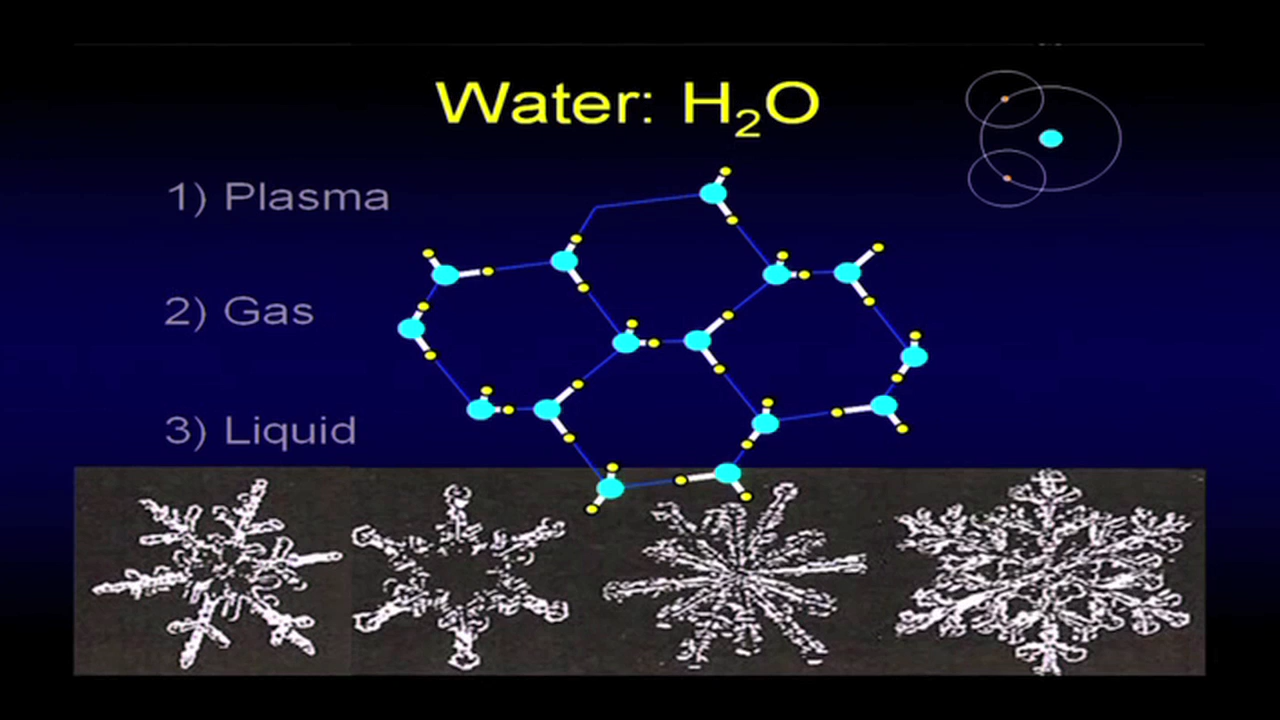 Water: H₂O
1) Plasma
2) Gas
3) Liquid